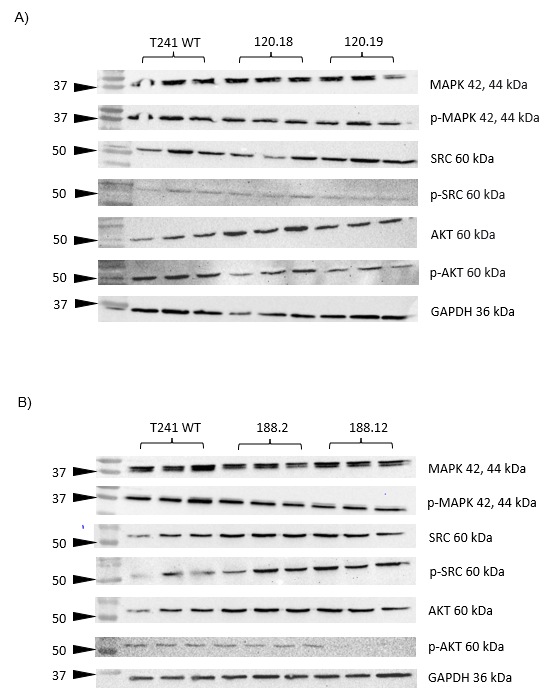 A)
T241 WT 120.18 120.19
37 MAPK 42, 44 kDa
37 p-MAPK 42, 44 kDa
50 SRC 60 kDa
50 p-SRC 60 kDa
50 AKT 60 kDa
50 p-AKT 60 kDa
37 GAPDH 36 kDa
B)
T241 WT 188.2 188.12
37 MAPK 42, 44 kDa
37 p-MAPK 42, 44 kDa
50 SRC 60 kDa
50 p-SRC 60 kDa
50 AKT 60 kDa
50 p-AKT 60 kDa
37 GAPDH 36 kDa